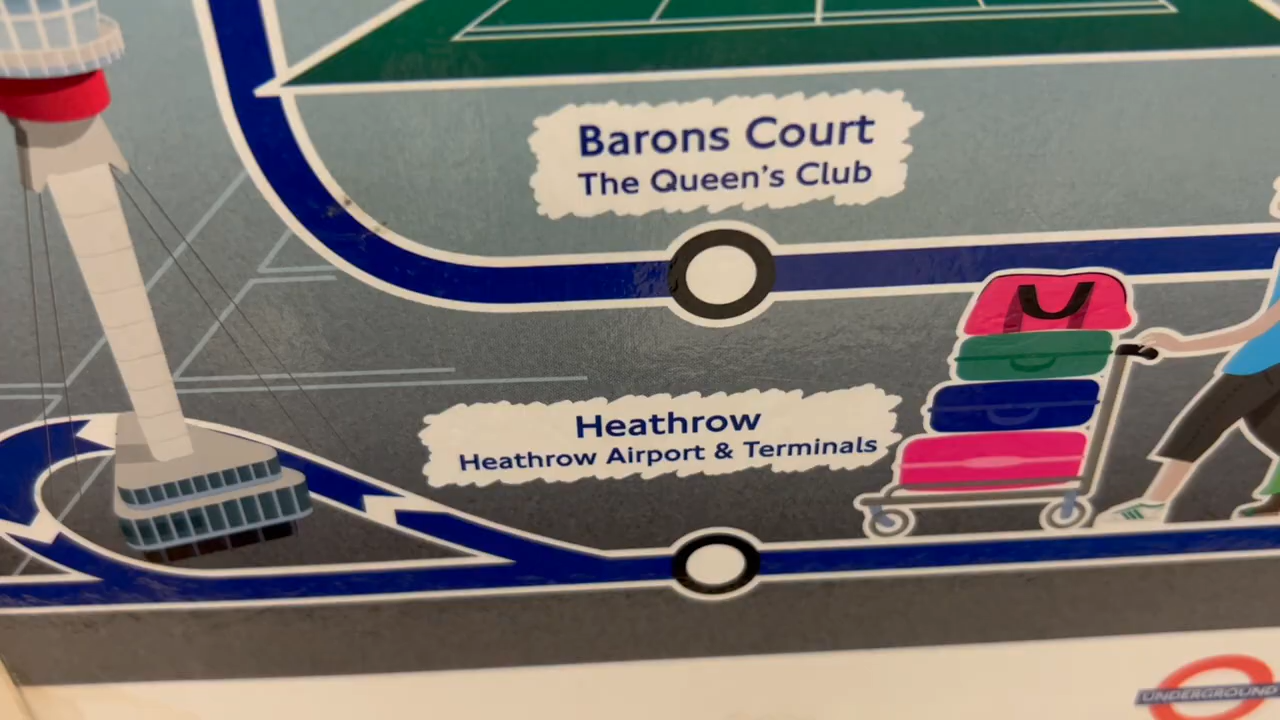 Barons Court
The Queen's Club
Heathrow
Heathrow Airport & Terminals
UNDERGROUND